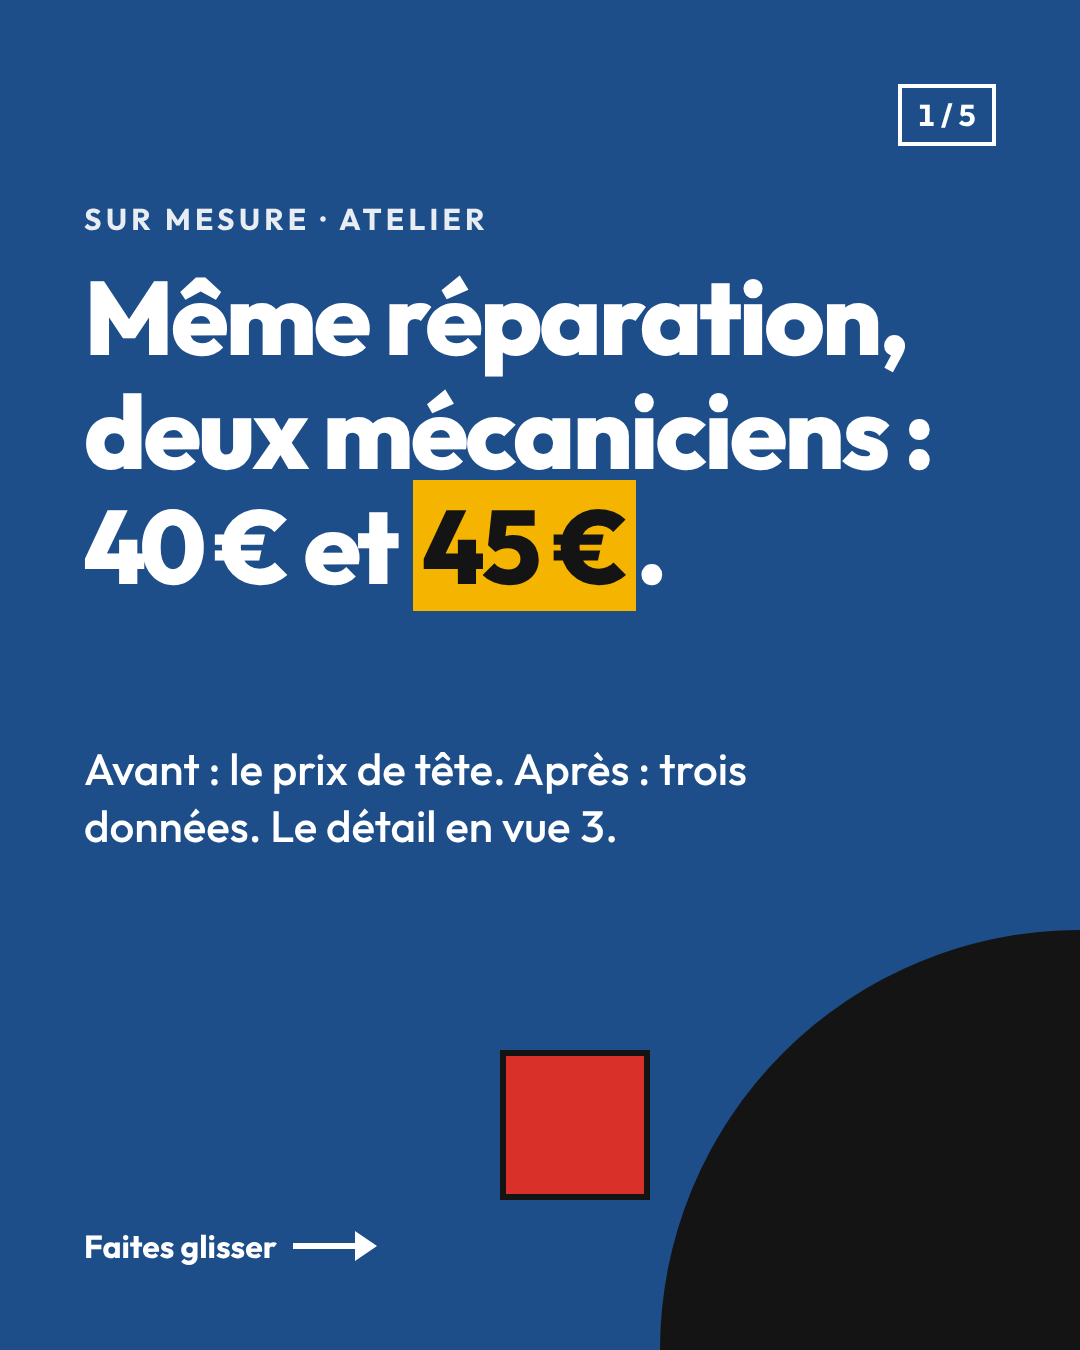 1/5
SUR MESURE · ATELIER
Même réparation,
deux mécaniciens :
40 € et 45 €.
Avant : le prix de tête. Après : trois
données. Le détail en vue 3.
Faites glisser